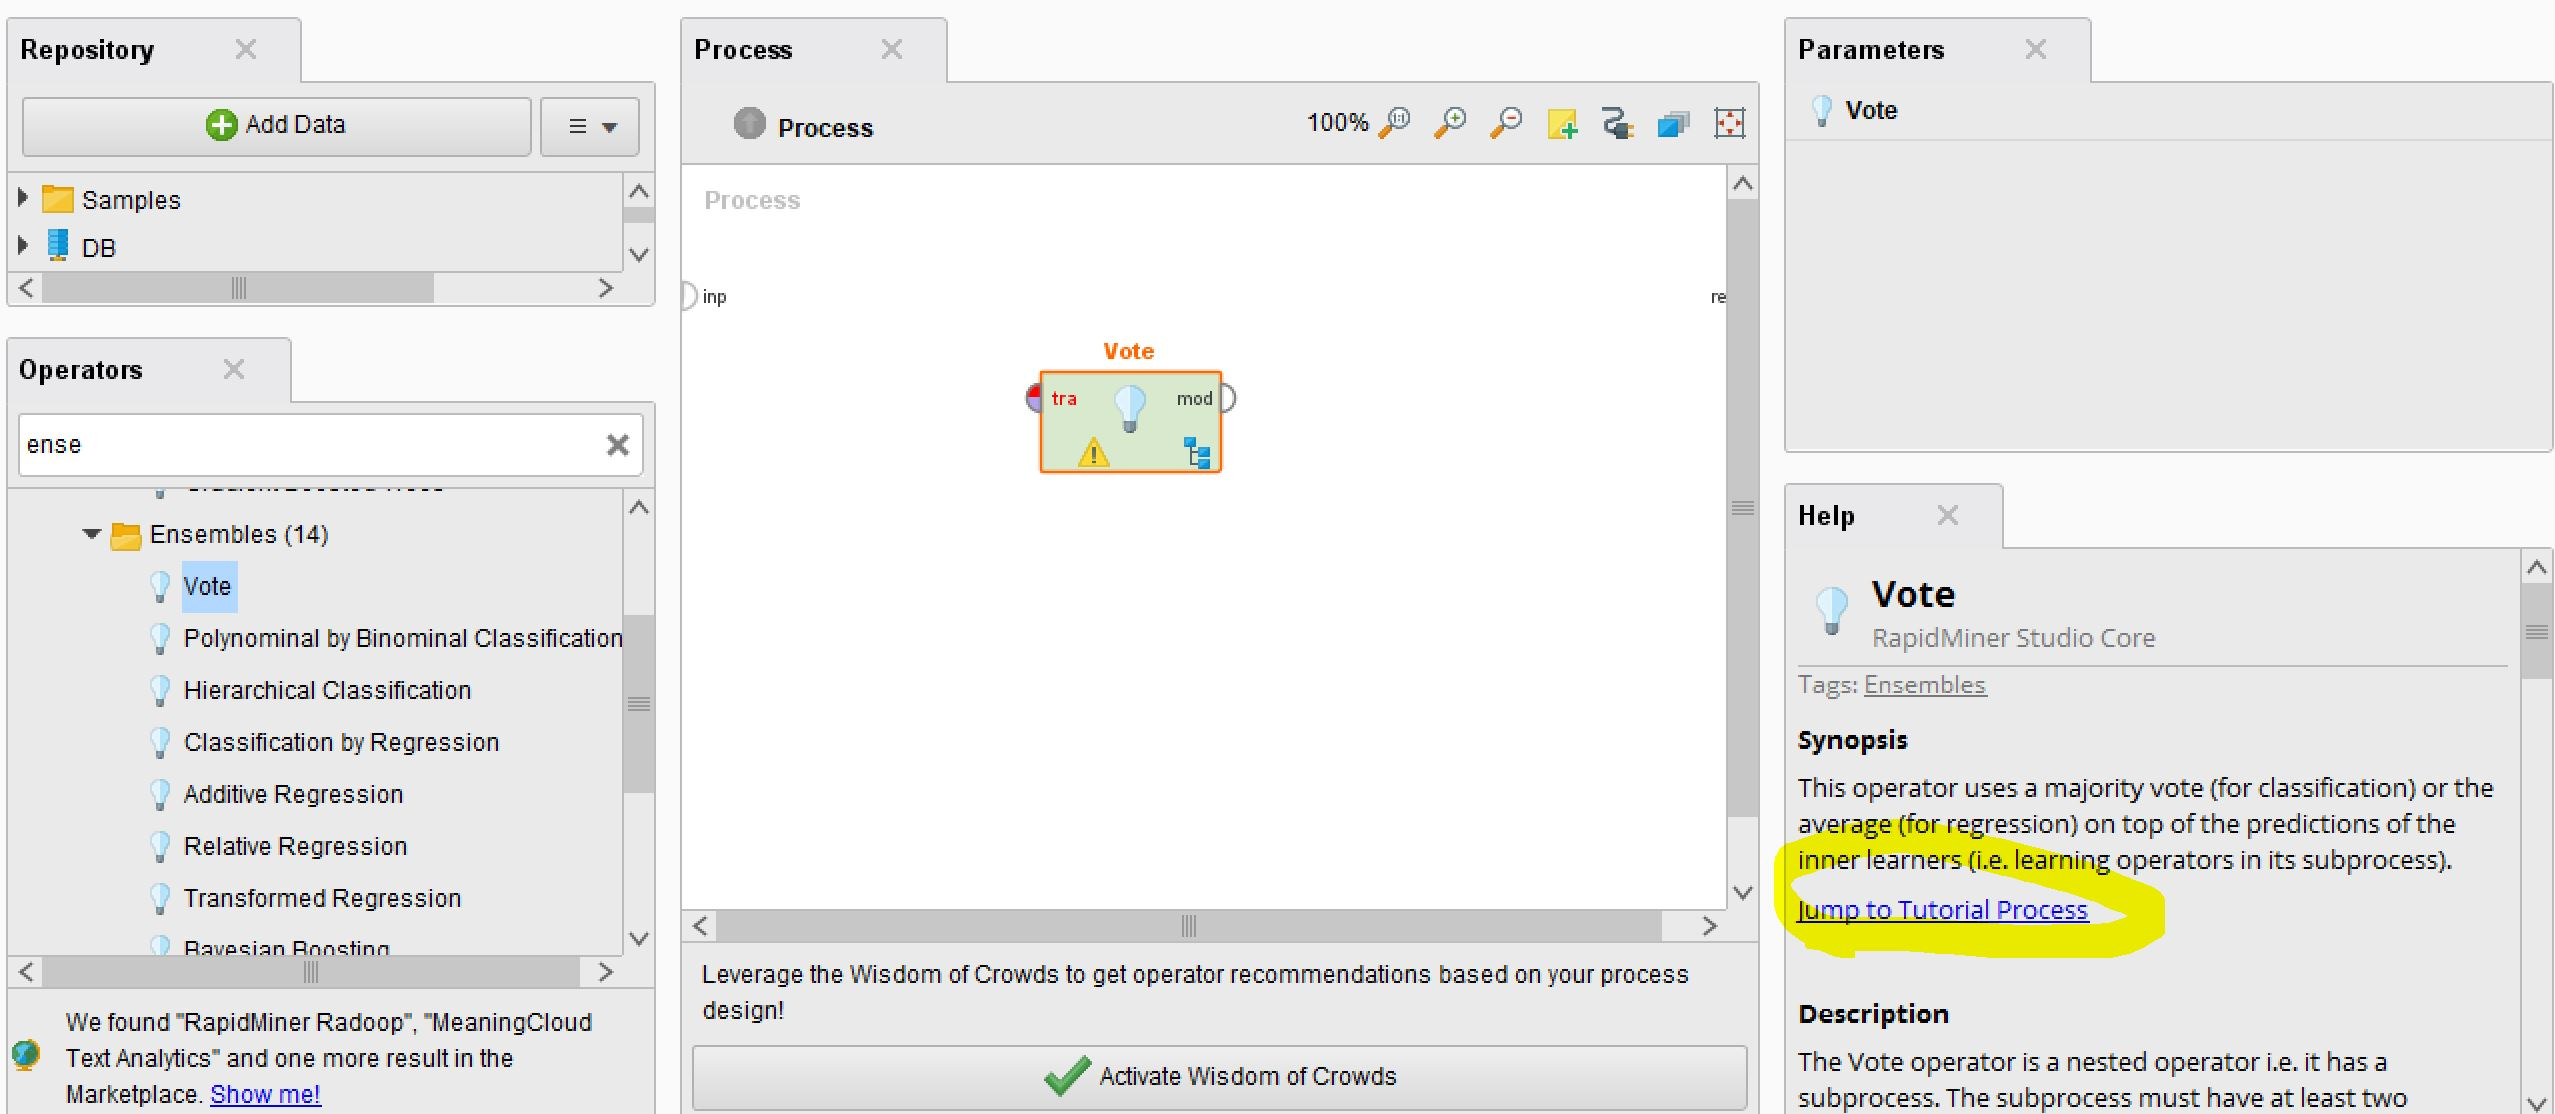 Repository
Add Data
Samples
DB
Operators
ense
Ensembles (14)
Vote
Polynominal by Binominal Classification
Hierarchical Classification
Classification by Regression
Additive Regression
Relative Regression
Transformed Regression
Bayesian Boosting
We found "RapidMiner Radoop", "MeaningCloud
Text Analytics" and one more result in the
Marketplace. Show me!
Process
Process
100%
Process
inp
re
Vote
tra
mod
Leverage the Wisdom of Crowds to get operator recommendations based on your process
design!
Activate Wisdom of Crowds
Parameters
Vote
Help
Vote
RapidMiner Studio Core
Tags: Ensembles
Synopsis
This operator uses a majority vote (for classification) or the
average (for regression) on top of the predictions of the
inner learners (i.e. learning operators in its subprocess).
Jump to Tutorial Process
Description
The Vote operator is a nested operator i.e. it has a
subprocess. The subprocess must have at least two